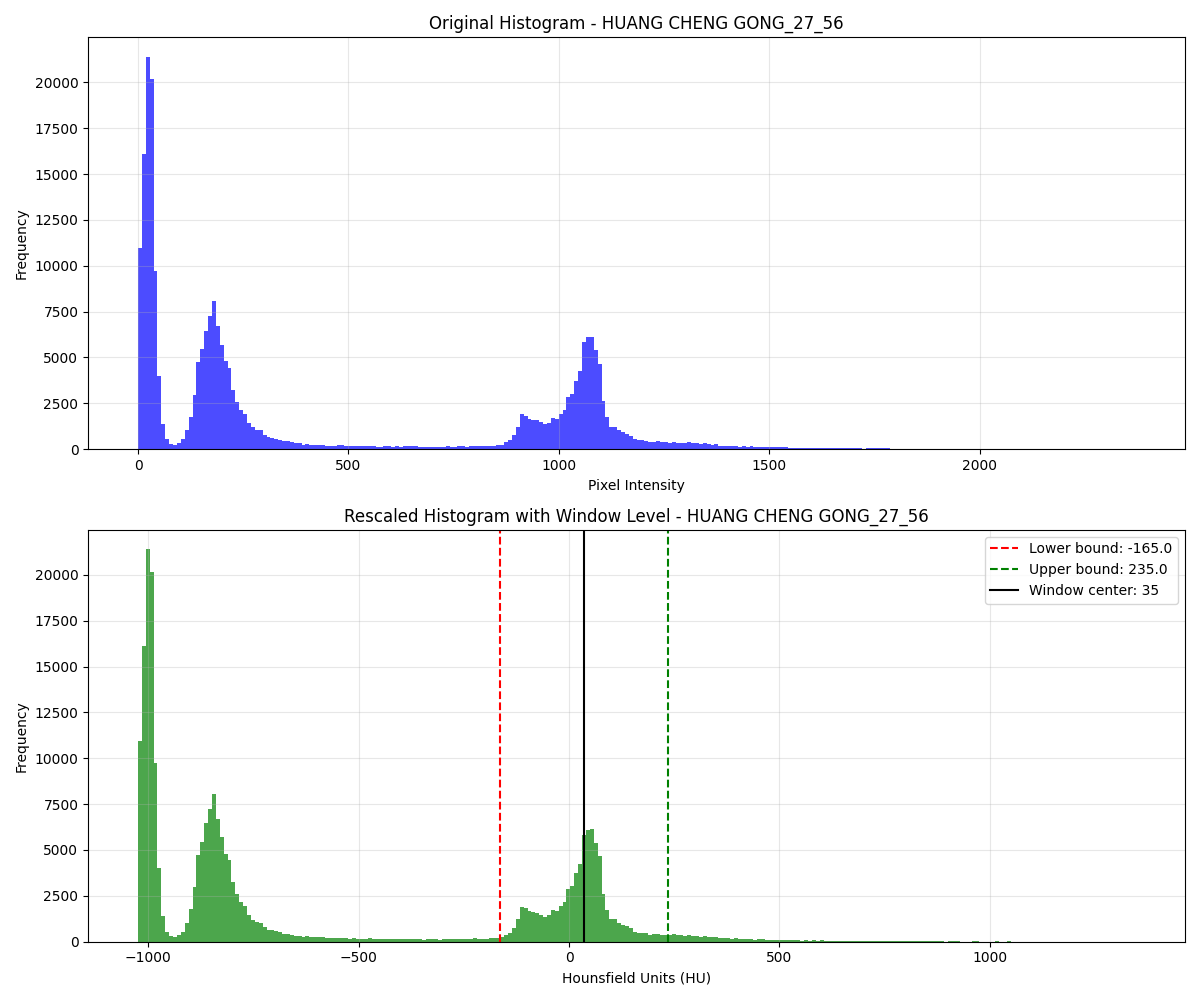 Original Histogram - HUANG CHENG GONG_27_56
Frequency
20000
17500
15000
12500
10000
7500
5000
2500
0
0 500 1000 1500 2000
Pixel Intensity
Rescaled Histogram with Window Level - HUANG CHENG GONG_27_56
Lower bound: -165.0
Upper bound: 235.0
Window center: 35
Frequency
20000
17500
15000
12500
10000
7500
5000
2500
0
−1000 −500 0 500 1000
Hounsfield Units (HU)